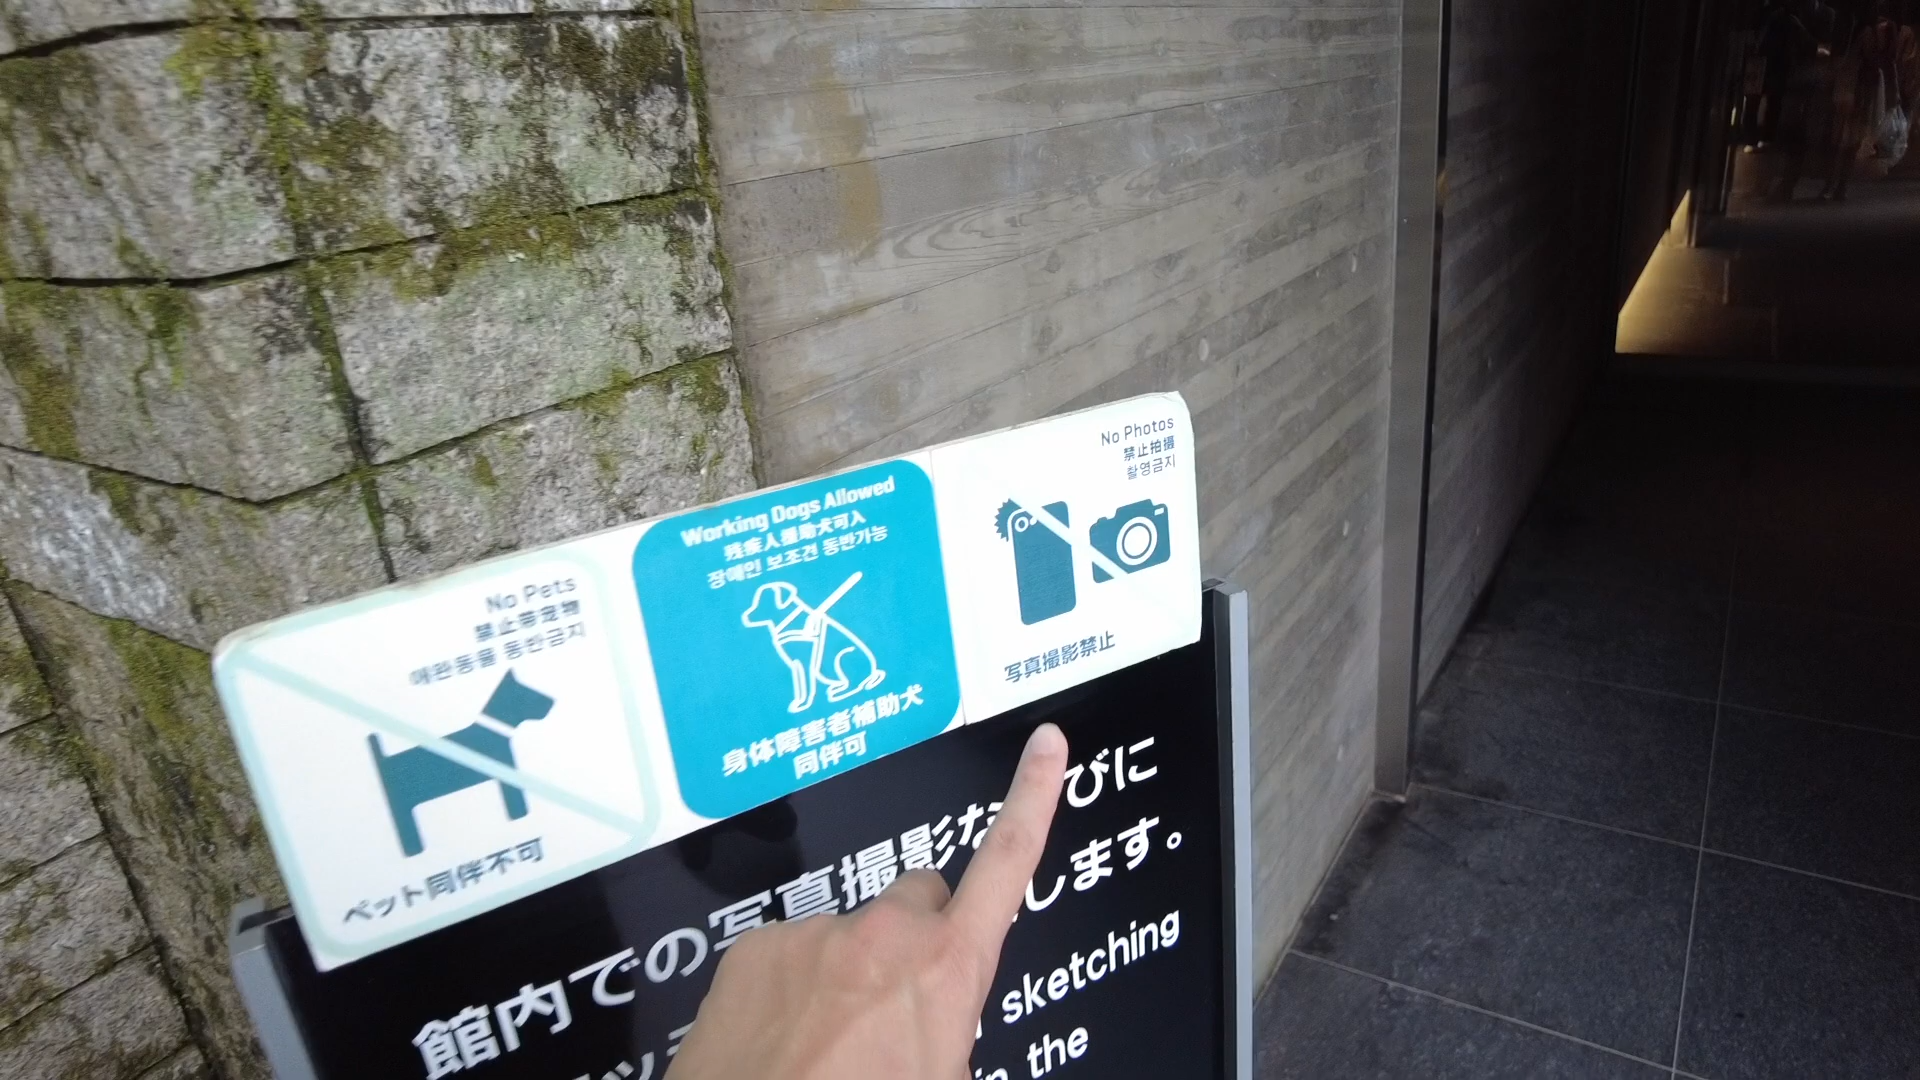 No Pets
禁止带宠物
애완동물 동반금지
ペット同伴不可
Working Dogs Allowed
残疾人援助犬可入
장애인 보조견 동반가능
身体障害者補助犬
同伴可
No Photos
禁止拍摄
촬영금지
写真撮影禁止
館内での写真撮影な びに
ッ します。
sketching
in the